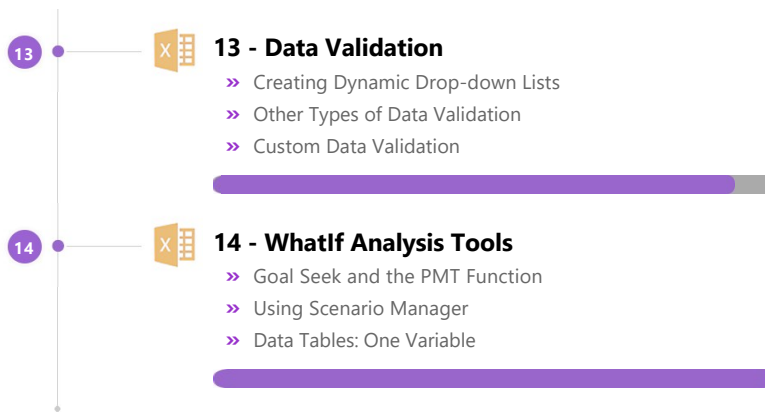 13
13 - Data Validation
» Creating Dynamic Drop-down Lists
» Other Types of Data Validation
» Custom Data Validation
14
14 - WhatIf Analysis Tools
» Goal Seek and the PMT Function
» Using Scenario Manager
» Data Tables: One Variable